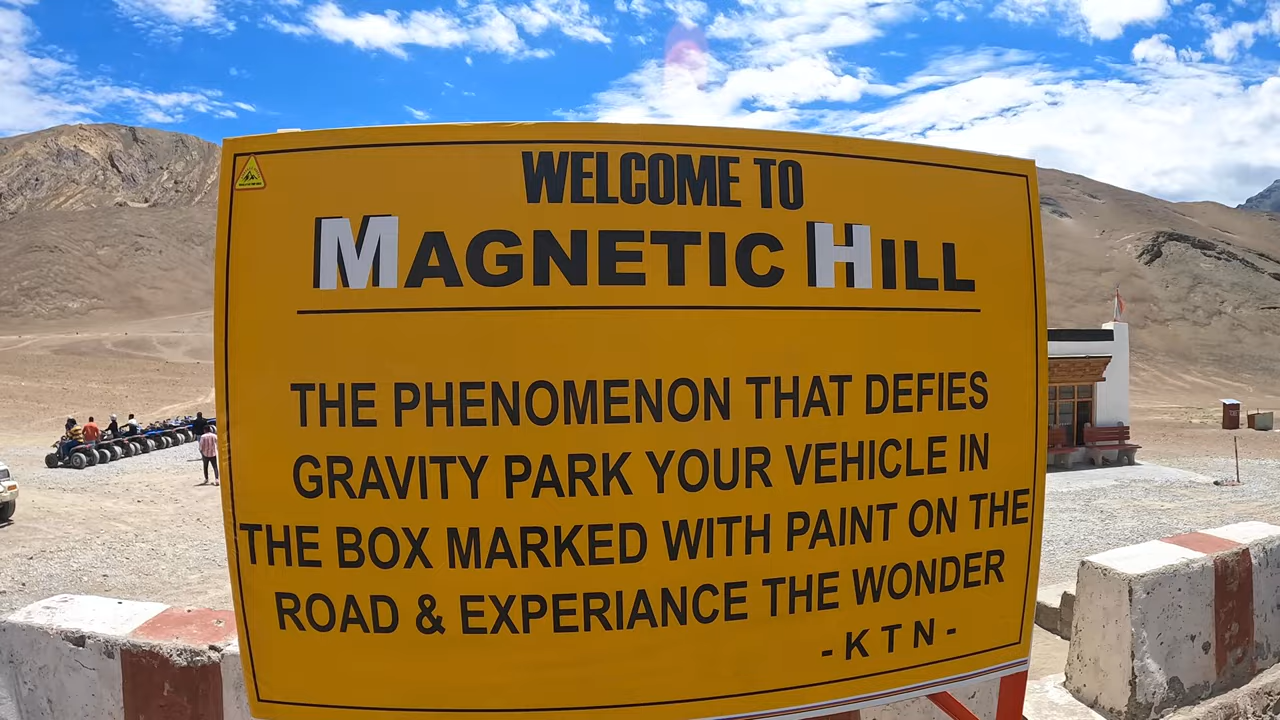 WELCOME TO
MAGNETIC HILL
THE PHENOMENON THAT DEFIES
GRAVITY PARK YOUR VEHICLE IN
THE BOX MARKED WITH PAINT ON THE
ROAD & EXPERIANCE THE WONDER
- K T N -